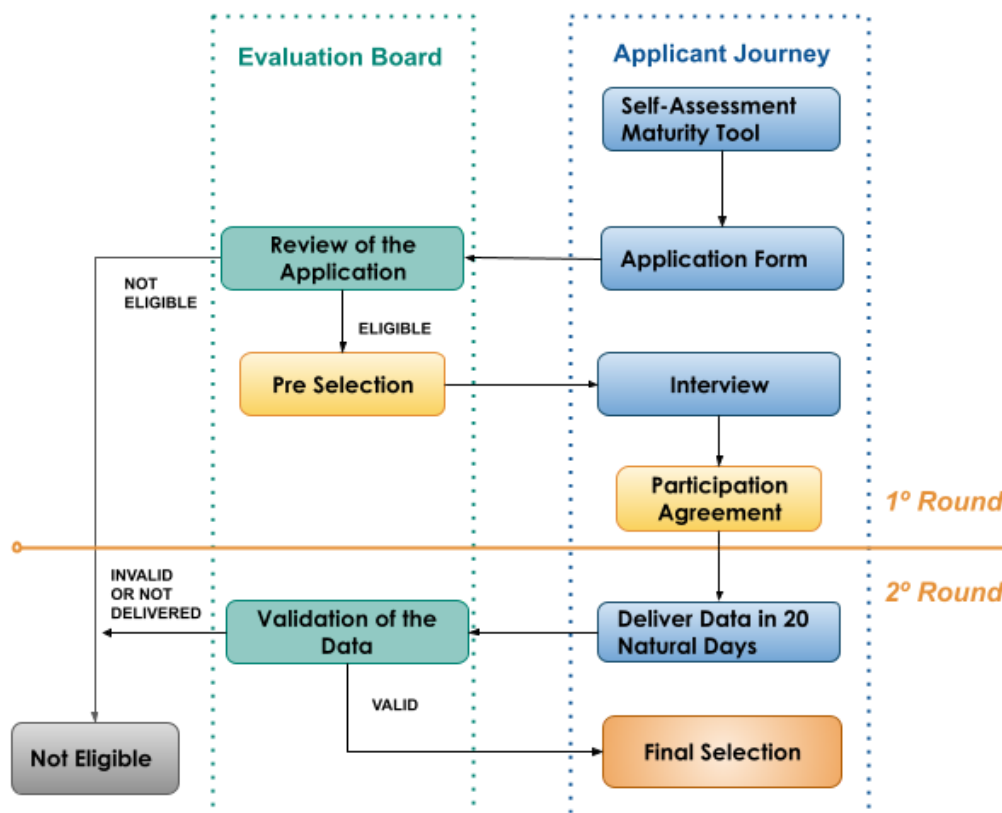 Evaluation Board
Applicant Journey
Self-Assessment
Maturity Tool
Review of the
Application
Application Form
NOT
ELIGIBLE
ELIGIBLE
Pre Selection
Interview
Participation
Agreement
1º Round
2º Round
INVALID
OR NOT
DELIVERED
Validation of the
Data
Deliver Data in 20
Natural Days
VALID
Not Eligible
Final Selection